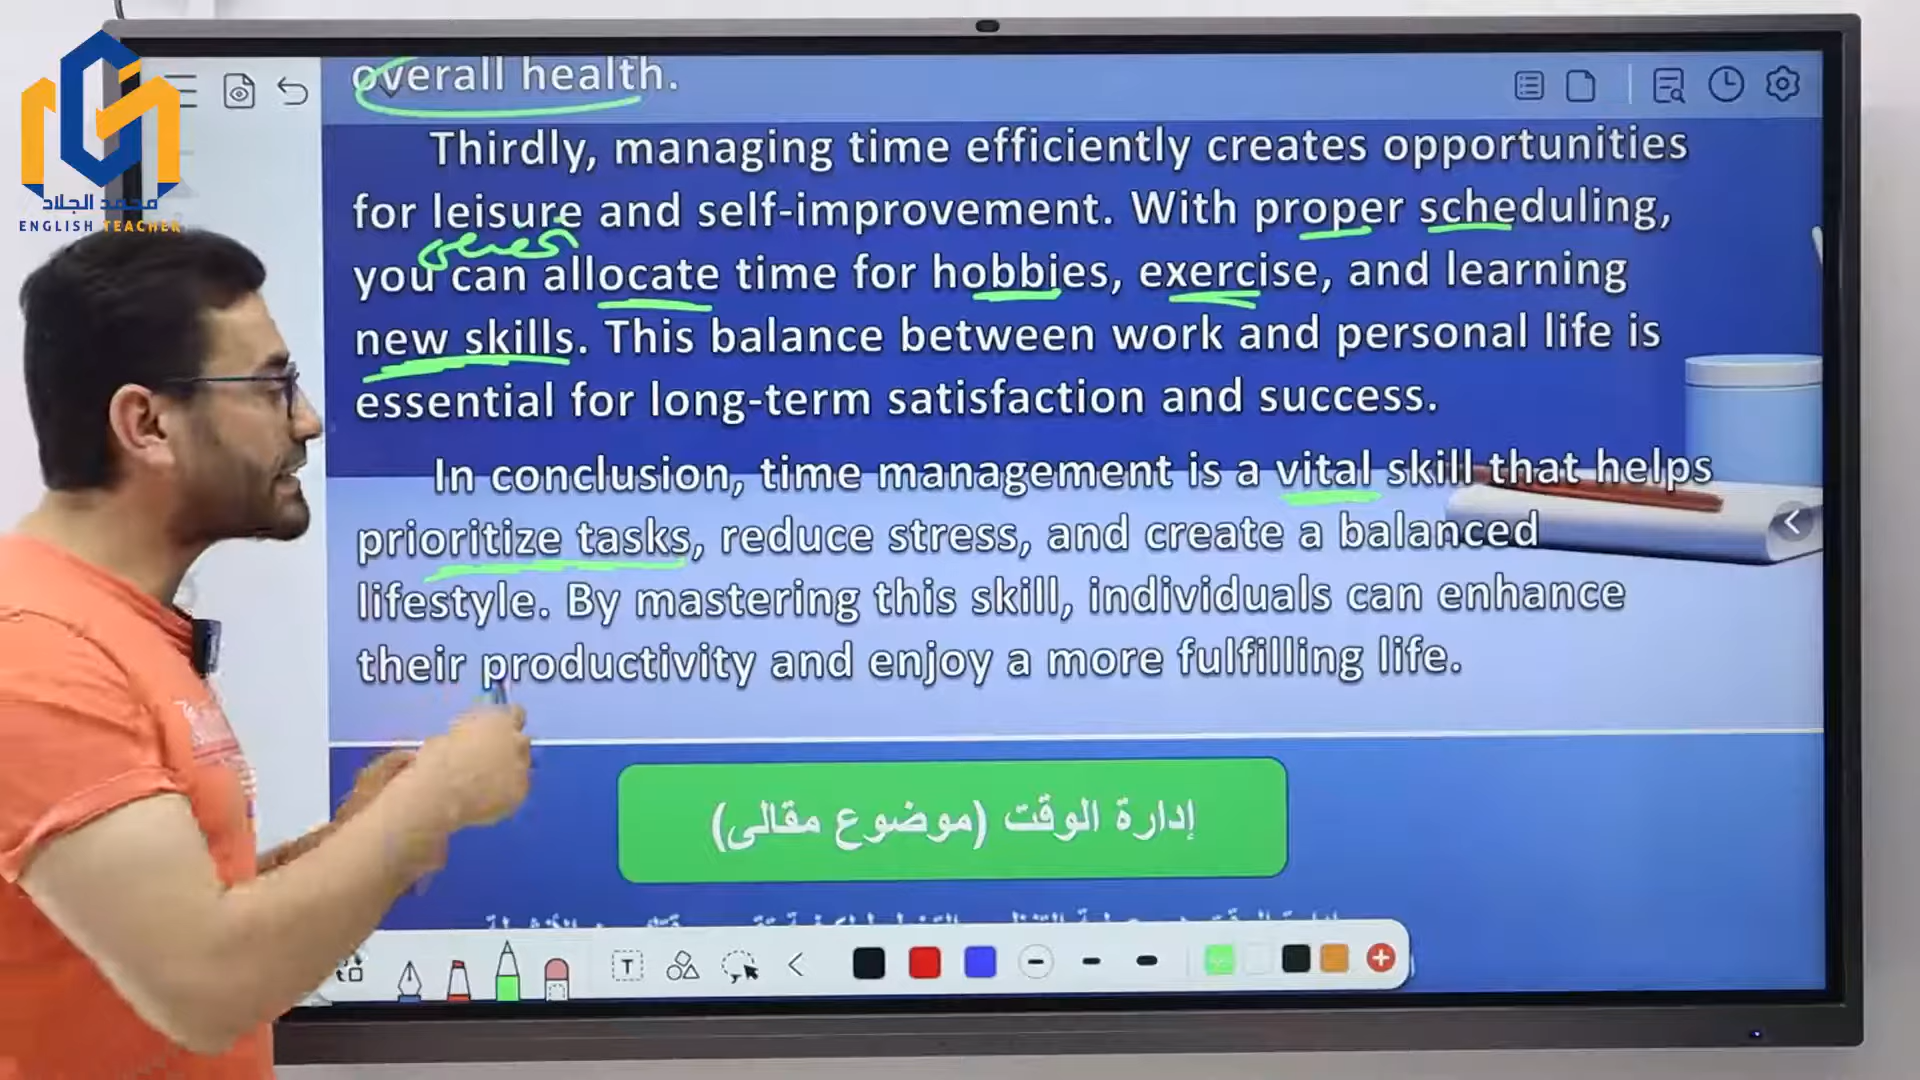 محمد الجلاد
ENGLISH TEACHER
overall health.
Thirdly, managing time efficiently creates opportunities
for leisure and self-improvement. With proper scheduling,
you can allocate time for hobbies, exercise, and learning
new skills. This balance between work and personal life is
essential for long-term satisfaction and success.
In conclusion, time management is a vital skill that helps
prioritize tasks, reduce stress, and create a balanced
lifestyle. By mastering this skill, individuals can enhance
their productivity and enjoy a more fulfilling life.
إدارة الوقت (موضوع مقالى)
T